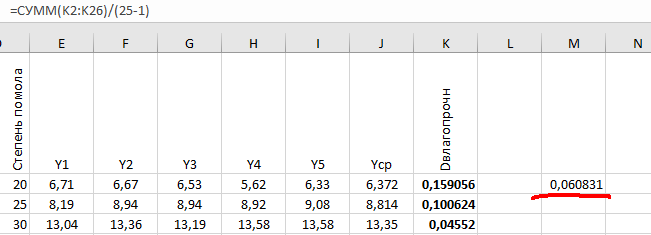 =СУММ(K2:K26)/(25-1)
E F G H I J K L M N
Степень помола Y1 Y2 Y3 Y4 Y5 Yср Dвлагопрочн
20 6,71 6,67 6,53 5,62 6,33 6,372 0,159056 0,060831
25 8,19 8,94 8,94 8,92 9,08 8,814 0,100624
30 13,04 13,36 13,19 13,58 13,58 13,35 0,04552